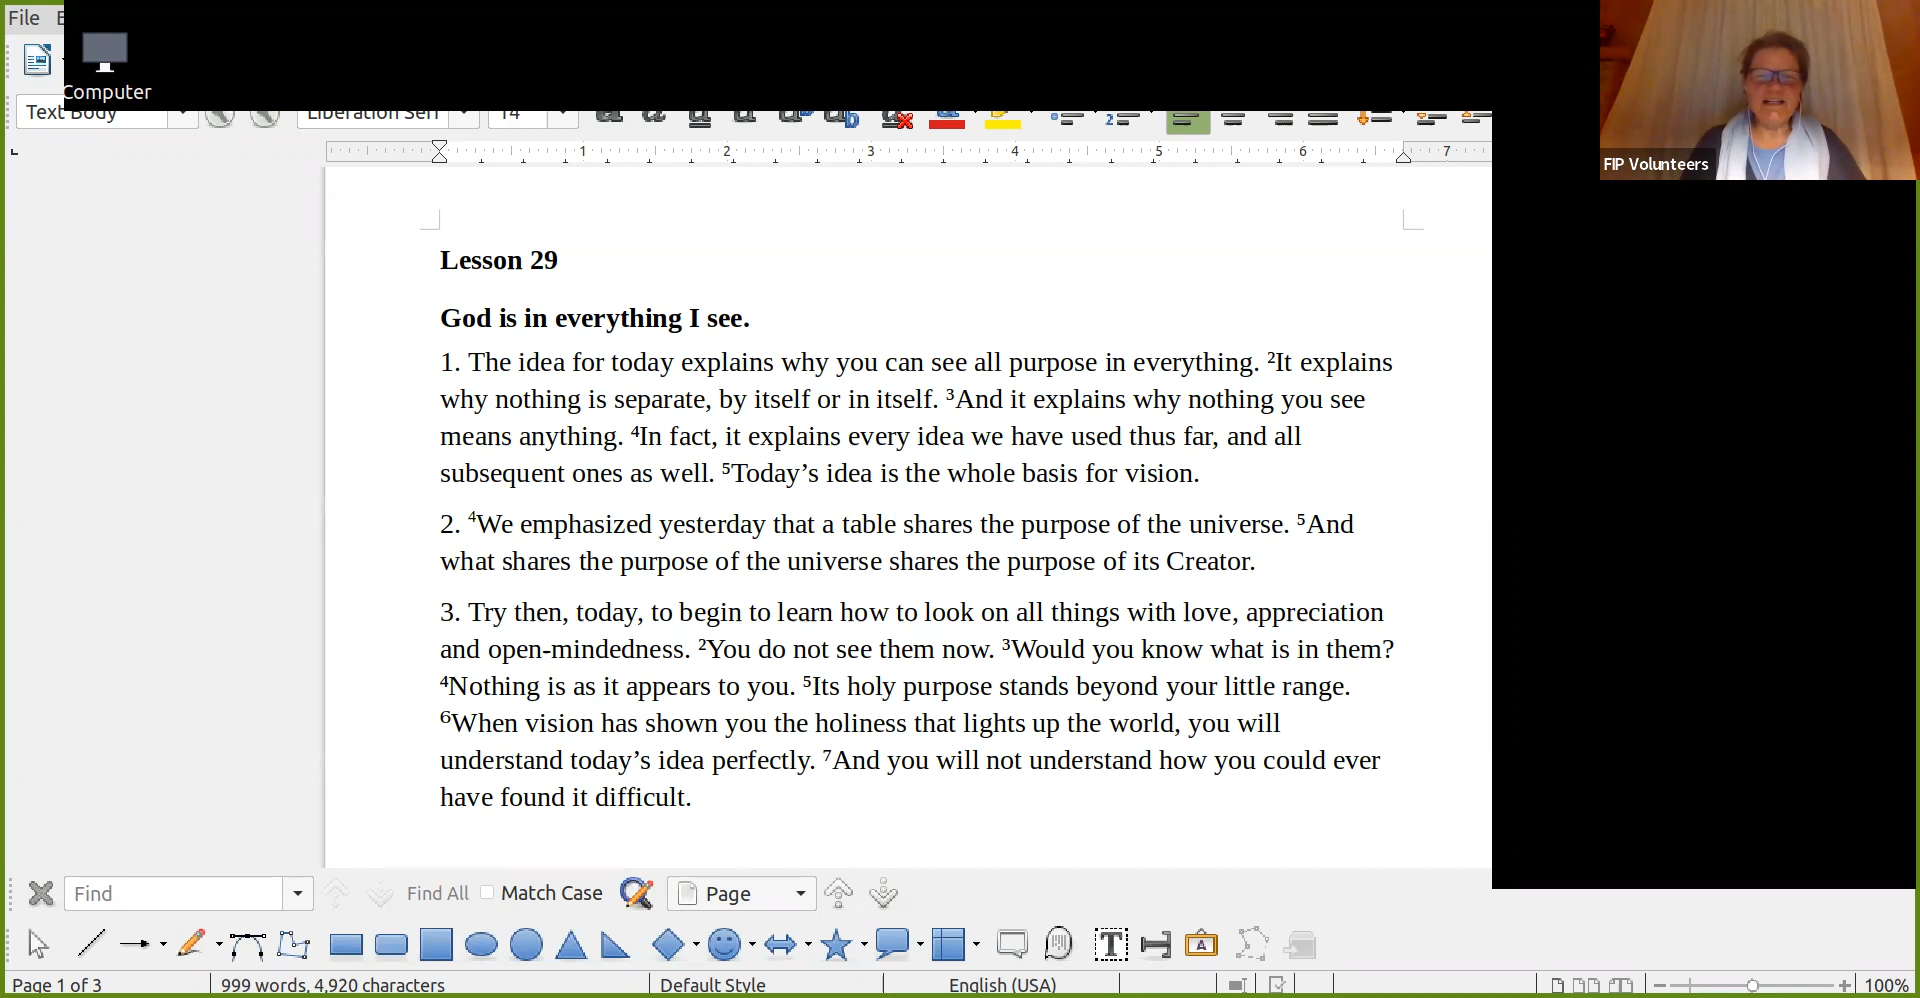 File
Computer
Text Body
Liberation Seri
14
1 2 3 4 5 6 7
FIP Volunteers
Lesson 29
God is in everything I see.
1. The idea for today explains why you can see all purpose in everything. ²It explains
why nothing is separate, by itself or in itself. ³And it explains why nothing you see
means anything. ⁴In fact, it explains every idea we have used thus far, and all
subsequent ones as well. ⁵Today’s idea is the whole basis for vision.
2. ⁴We emphasized yesterday that a table shares the purpose of the universe. ⁵And
what shares the purpose of the universe shares the purpose of its Creator.
3. Try then, today, to begin to learn how to look on all things with love, appreciation
and open-mindedness. ²You do not see them now. ³Would you know what is in them?
⁴Nothing is as it appears to you. ⁵Its holy purpose stands beyond your little range.
⁶When vision has shown you the holiness that lights up the world, you will
understand today’s idea perfectly. ⁷And you will not understand how you could ever
have found it difficult.
Find Find All Match Case Page
Page 1 of 3 999 words, 4,920 characters Default Style English (USA) 100%